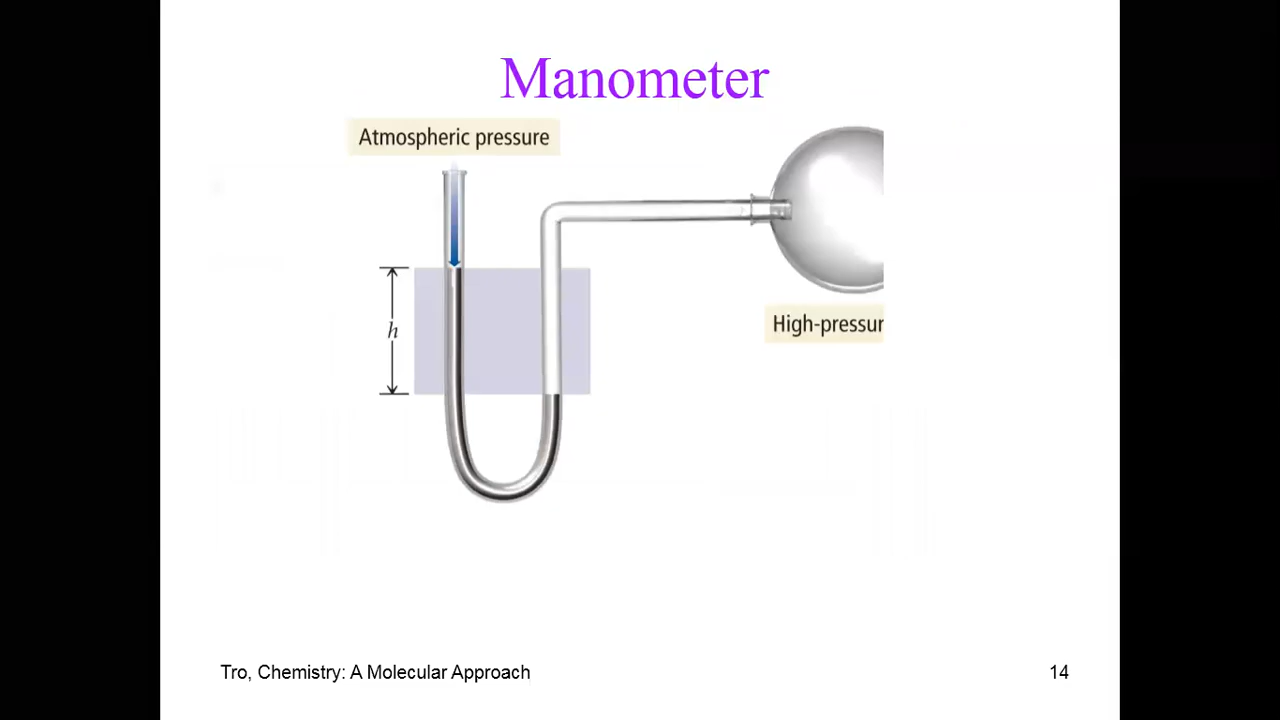 Manometer
Atmospheric pressure
h
High-pressur
Tro, Chemistry: A Molecular Approach
14